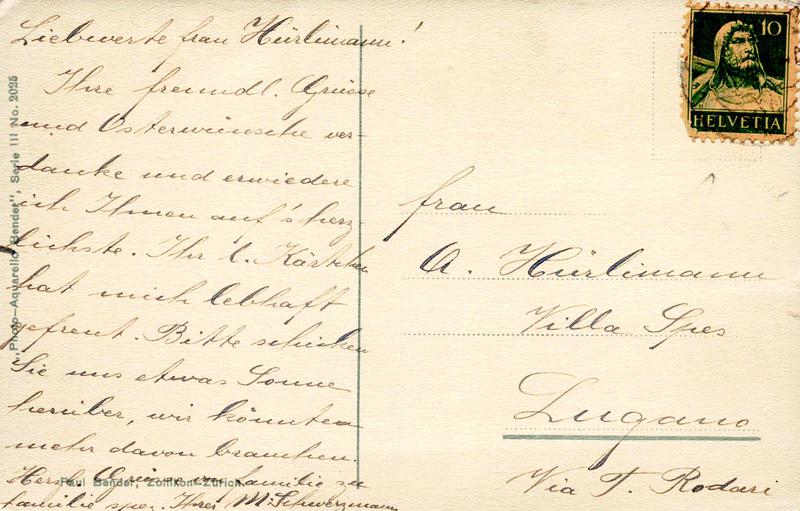 Liebwerte frau Hürlimann!
Ihre freundl. Grüsse
und Osterwünsche ver-
danke und erwiedere
ich Ihnen auf's herz-
lichste. Ihr l. Kärtchen
hat mich lebhaft
gefreut. Bitte schicken
Sie uns etwas Sonne
herüber, wir könnten
mehr davon brauchen.
Herzl. Grüsse von familie zu
familie spez. Ihrer M. Schwerzmann
Paul Bender, Zollikon-Zürich.
„Photo-Aquarello Bender", Serie III No. 2025
10
HELVETIA
frau
A. Hürlimann
Villa Spes
Lugano
Via T. Rodari